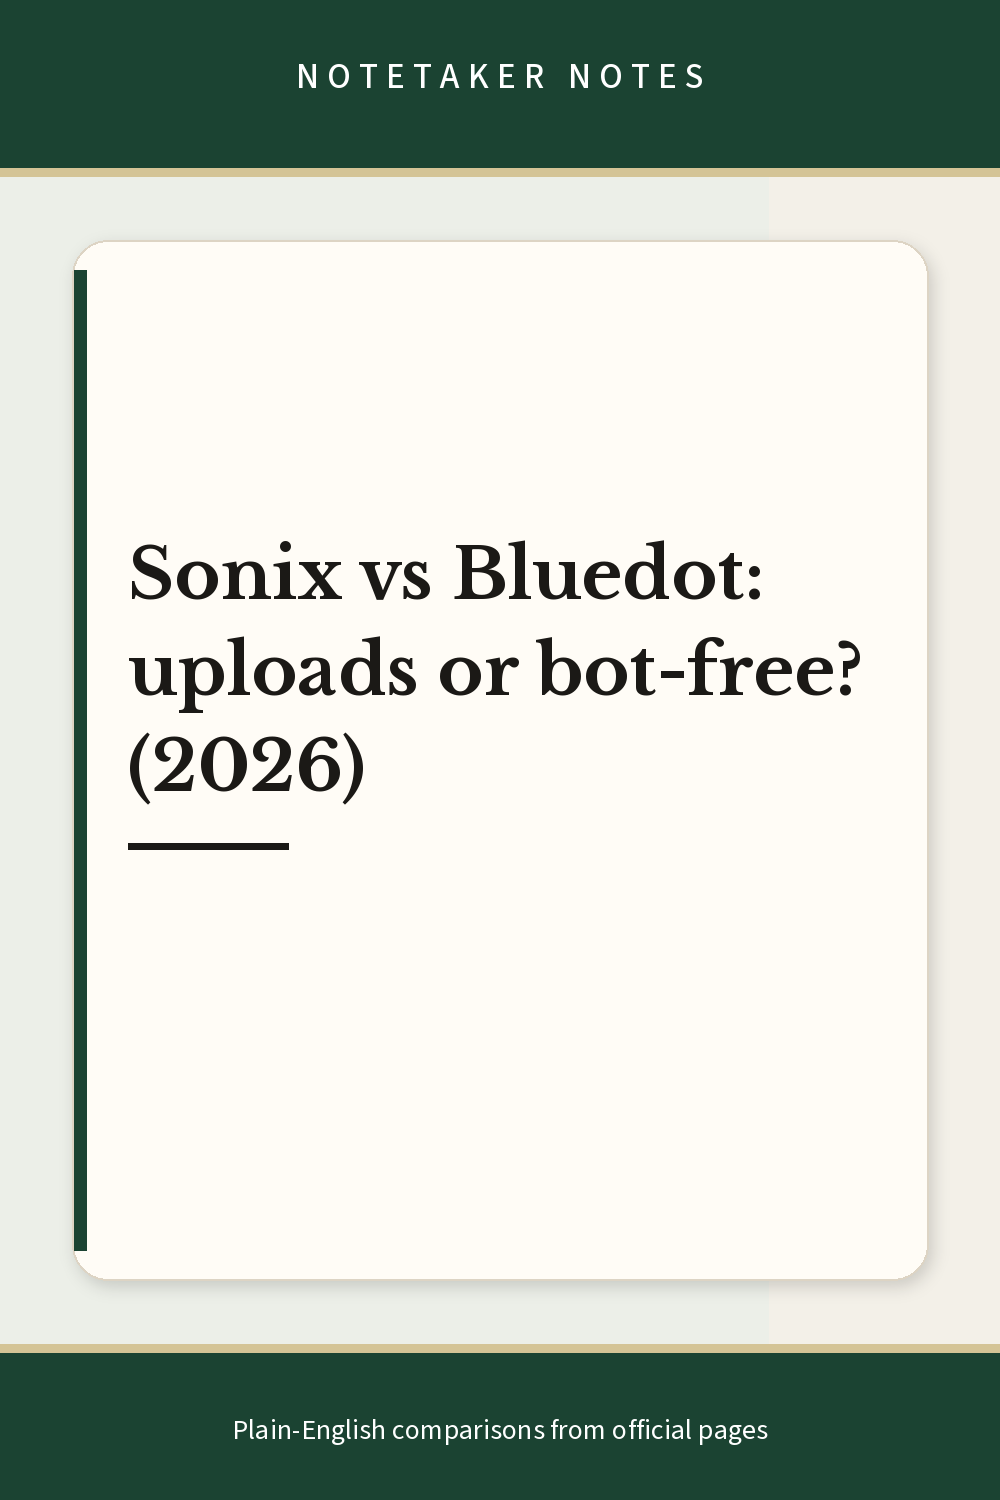 NOTETAKER NOTES
Sonix vs Bluedot:
uploads or bot-free?
(2026)
Plain-English comparisons from official pages